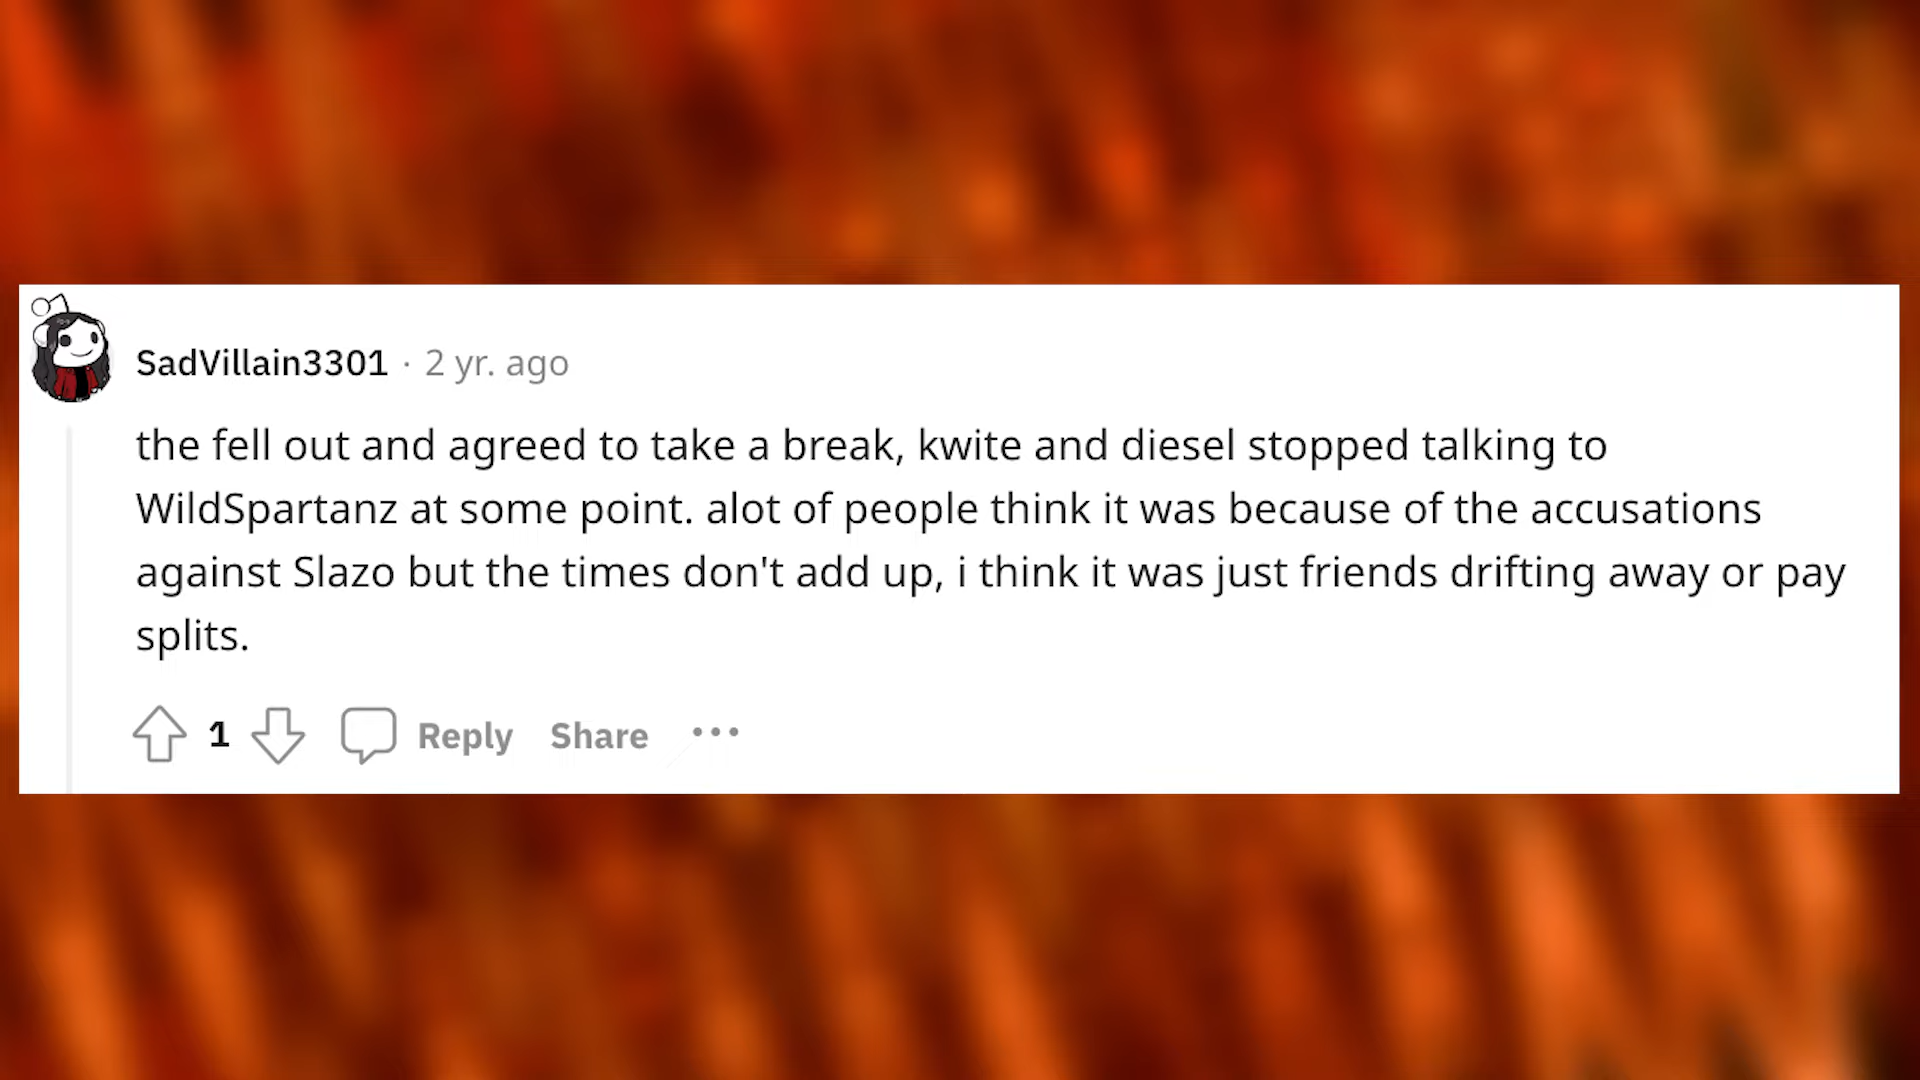 SadVillain3301 · 2 yr. ago
the fell out and agreed to take a break, kwite and diesel stopped talking to
WildSpartanz at some point. alot of people think it was because of the accusations
against Slazo but the times don't add up, i think it was just friends drifting away or pay
splits.
1 Reply Share ···